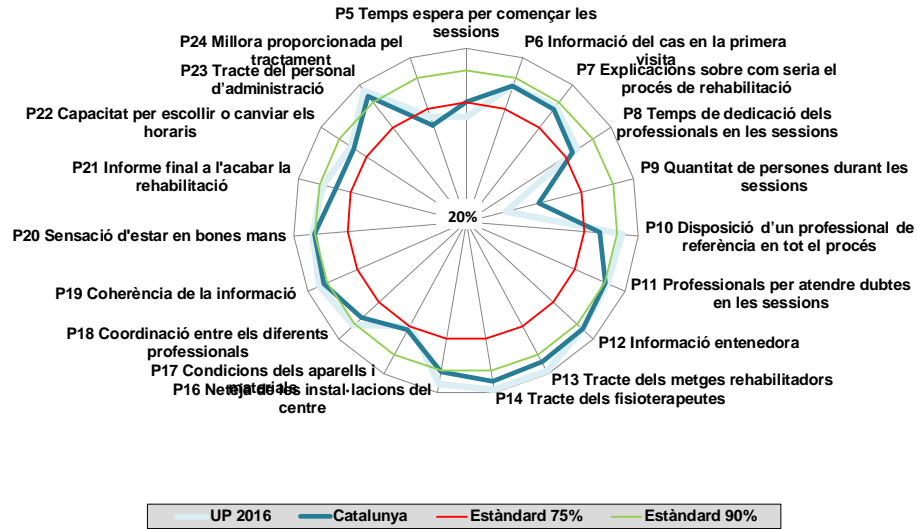 P5 Temps espera per començar les
sessions
P6 Informació del cas en la primera
visita
P7 Explicacions sobre com seria el
procés de rehabilitació
P8 Temps de dedicació dels
professionals en les sessions
P9 Quantitat de persones durant les
sessions
P10 Disposició d’un professional de
referència en tot el procés
P11 Professionals per atendre dubtes
en les sessions
P12 Informació entenedora
P13 Tracte dels metges rehabilitadors
P14 Tracte dels fisioterapeutes
P16 Neteja de les instal·lacions del
centre
P17 Condicions dels aparells i
materials
P18 Coordinació entre els diferents
professionals
P19 Coherència de la informació
P20 Sensació d'estar en bones mans
P21 Informe final a l'acabar la
rehabilitació
P22 Capacitat per escollir o canviar els
horaris
P23 Tracte del personal
d’administració
P24 Millora proporcionada pel
tractament
20%
UP 2016
Catalunya
Estàndard 75%
Estàndard 90%